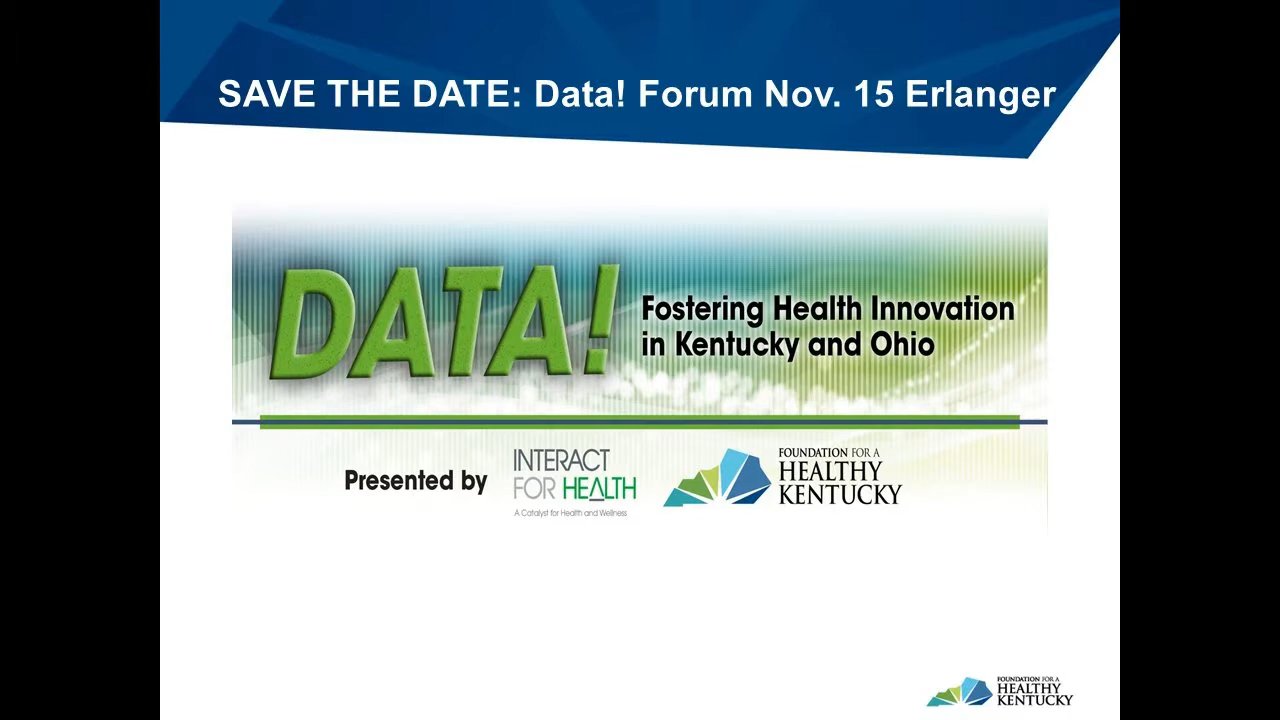 SAVE THE DATE: Data! Forum Nov. 15 Erlanger
DATA!
Fostering Health Innovation
in Kentucky and Ohio
Presented by
INTERACT
FOR HEALTH
A Catalyst for Health and Wellness
FOUNDATION FOR A
HEALTHY
KENTUCKY
FOUNDATION FOR A
HEALTHY
KENTUCKY